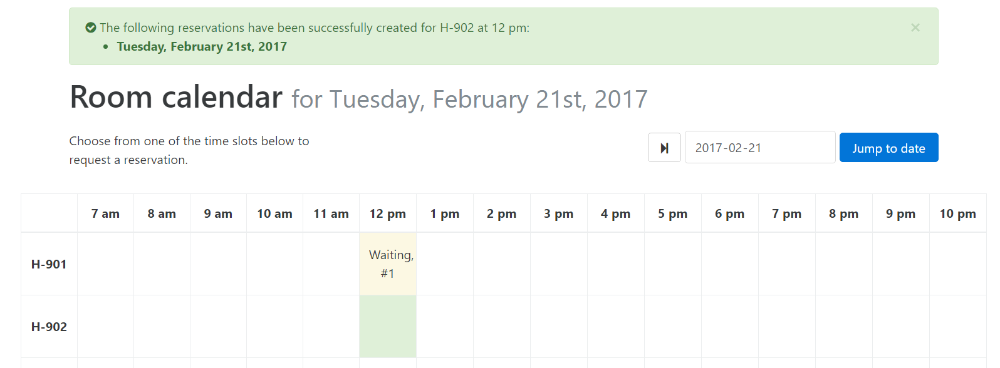 The following reservations have been successfully created for H-902 at 12 pm:
Tuesday, February 21st, 2017
×
Room calendar for Tuesday, February 21st, 2017
Choose from one of the time slots below to
request a reservation.
2017-02-21
Jump to date
7 am 8 am 9 am 10 am 11 am 12 pm 1 pm 2 pm 3 pm 4 pm 5 pm 6 pm 7 pm 8 pm 9 pm 10 pm
H-901
Waiting,
#1
H-902